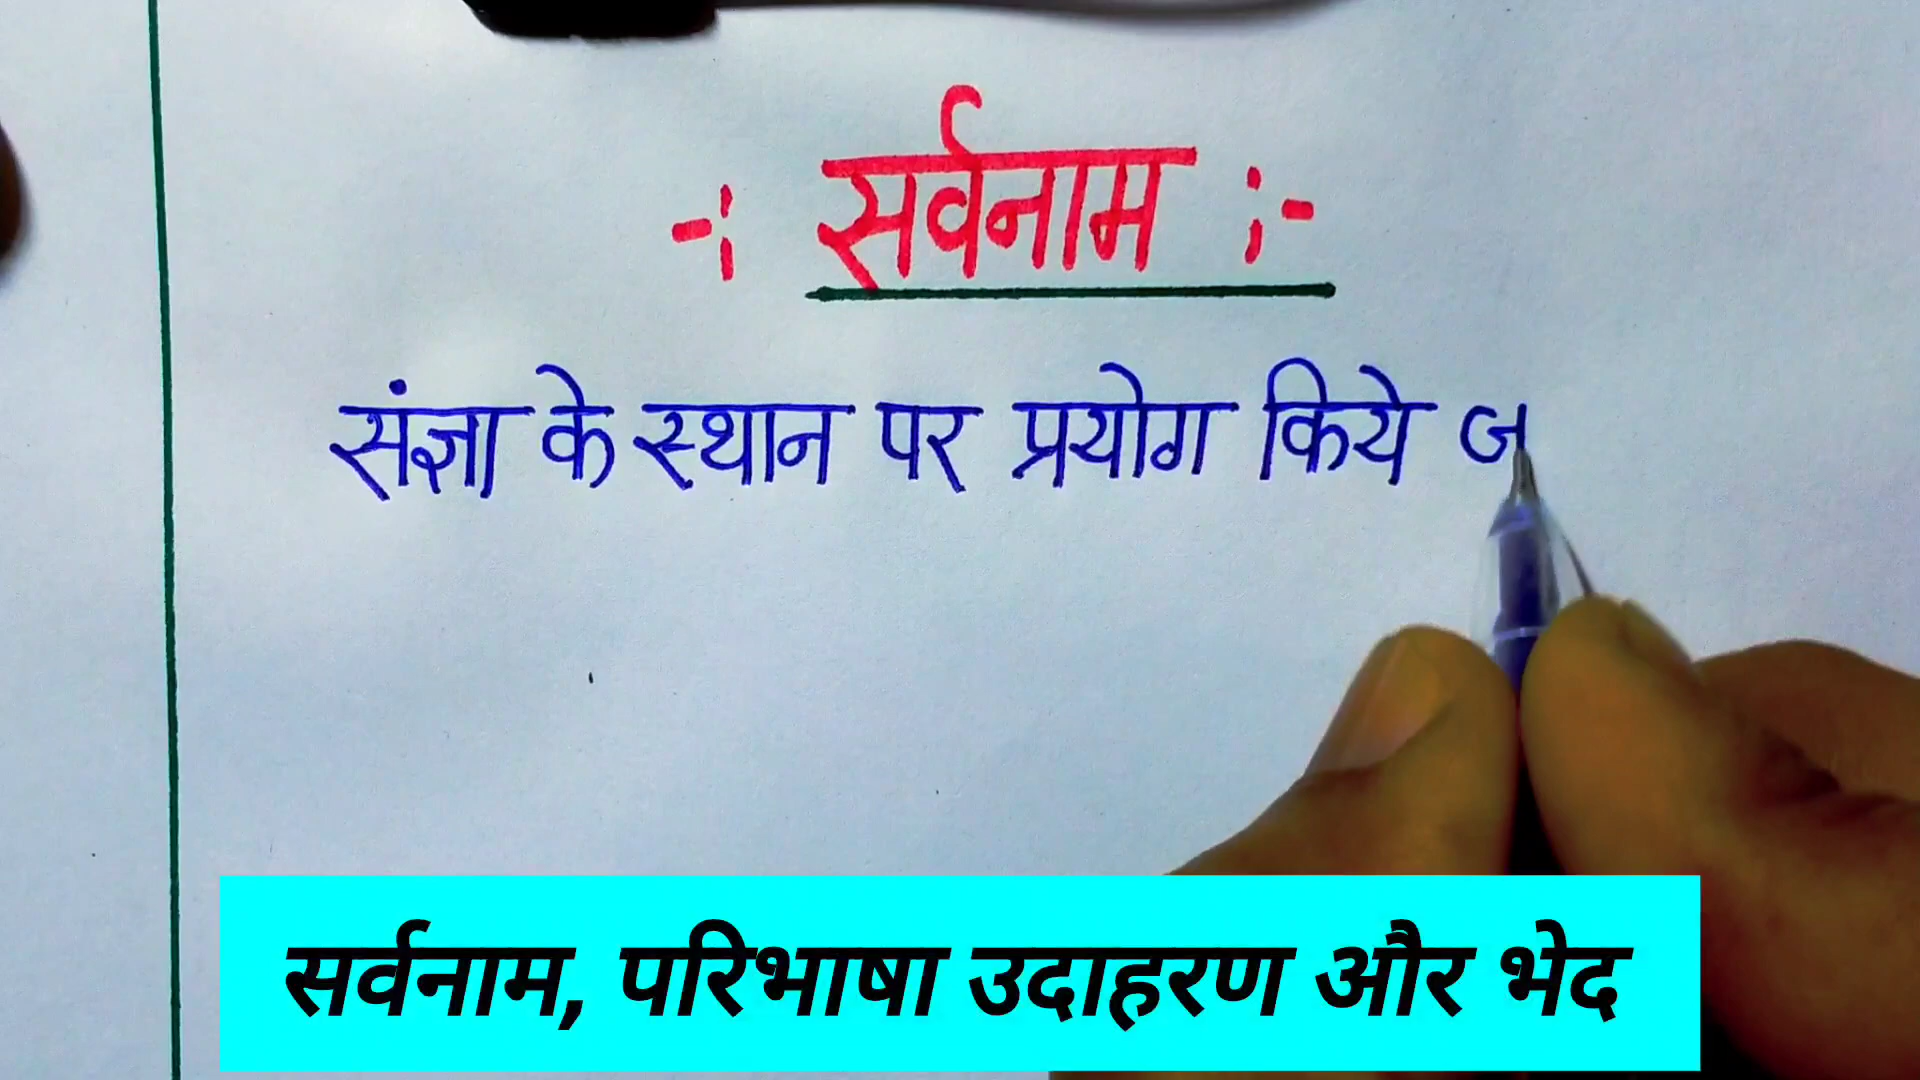 -: सर्वनाम :-
संज्ञा के स्थान पर प्रयोग किये ज
सर्वनाम, परिभाषा उदाहरण और भेद